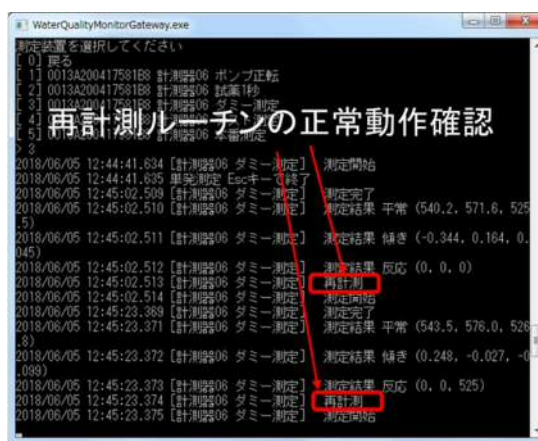 WaterQualityMonitorGateway.exe
測定装置を選択してください
[ 0] 戻る
[ 1] 0013A200417581B8 計測器06 ポンプ正転
[ 2] 0013A200417581B8 計測器06 試薬1秒
[ 3] 0013A200417581B8 計測器06 ダミー測定
再計測ルーチンの正常動作確認
[ 5] 0013A200417581B8 計測器06 本番測定
> 3
2018/06/05 12:44:41.634 [計測器06 ダミー測定] 測定開始
2018/06/05 12:44:41.635 単発測定 Escキーで終了
2018/06/05 12:45:02.509 [計測器06 ダミー測定] 測定完了
2018/06/05 12:45:02.510 [計測器06 ダミー測定] 測定結果 平常 (540.2, 571.6, 525
.5)
2018/06/05 12:45:02.511 [計測器06 ダミー測定] 測定結果 傾き (-0.344, 0.164, 0.
045)
2018/06/05 12:45:02.512 [計測器06 ダミー測定] 測定結果 反応 (0, 0, 0)
2018/06/05 12:45:02.513 [計測器06 ダミー測定] 再計測
2018/06/05 12:45:02.514 [計測器06 ダミー測定] 測定開始
2018/06/05 12:45:23.369 [計測器06 ダミー測定] 測定完了
2018/06/05 12:45:23.371 [計測器06 ダミー測定] 測定結果 平常 (543.5, 576.0, 526
.8)
2018/06/05 12:45:23.372 [計測器06 ダミー測定] 測定結果 傾き (0.248, -0.027, -0
.099)
2018/06/05 12:45:23.373 [計測器06 ダミー測定] 測定結果 反応 (0, 0, 525)
2018/06/05 12:45:23.374 [計測器06 ダミー測定] 再計測
2018/06/05 12:45:23.375 [計測器06 ダミー測定] 測定開始